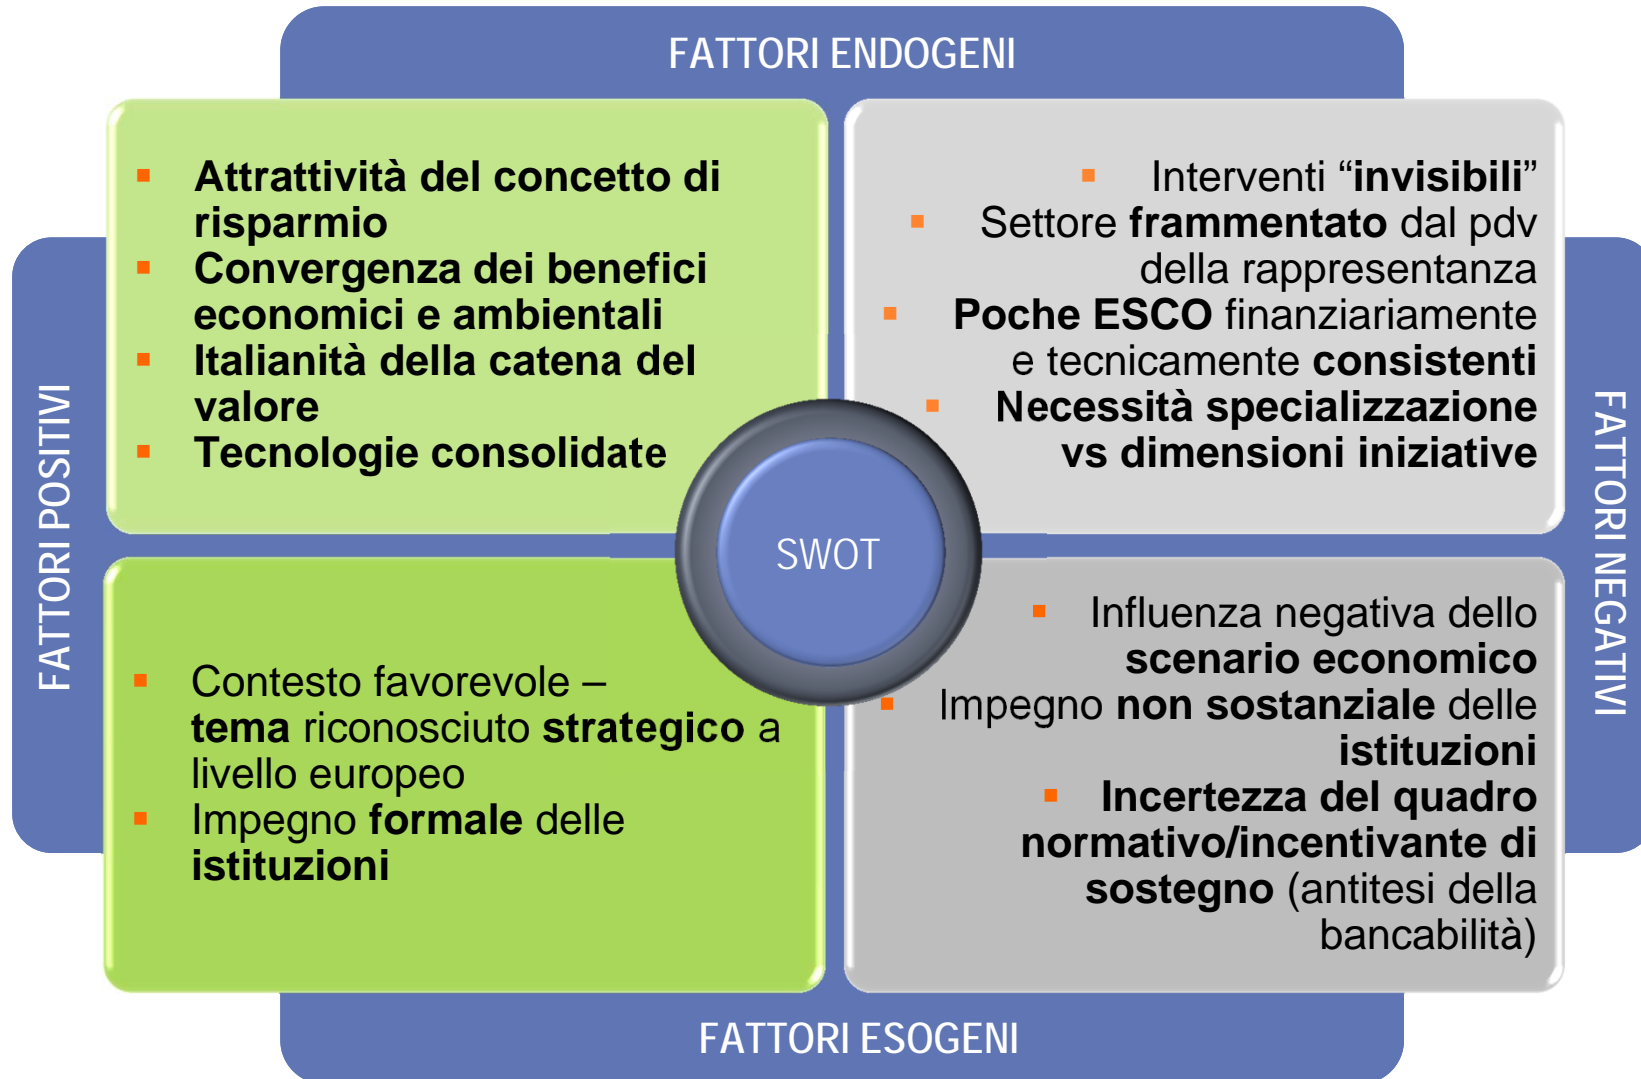 FATTORI ENDOGENI
FATTORI POSITIVI
▪ Attrattività del concetto di
risparmio
▪ Convergenza dei benefici
economici e ambientali
▪ Italianità della catena del
valore
▪ Tecnologie consolidate
▪ Interventi “invisibili”
▪ Settore frammentato dal pdv
della rappresentanza
▪ Poche ESCO finanziariamente
e tecnicamente consistenti
▪ Necessità specializzazione
vs dimensioni iniziative
FATTORI NEGATIVI
SWOT
▪ Contesto favorevole –
tema riconosciuto strategico a
livello europeo
▪ Impegno formale delle
istituzioni
▪ Influenza negativa dello
scenario economico
▪ Impegno non sostanziale delle
istituzioni
▪ Incertezza del quadro
normativo/incentivante di
sostegno (antitesi della
bancabilità)
FATTORI ESOGENI